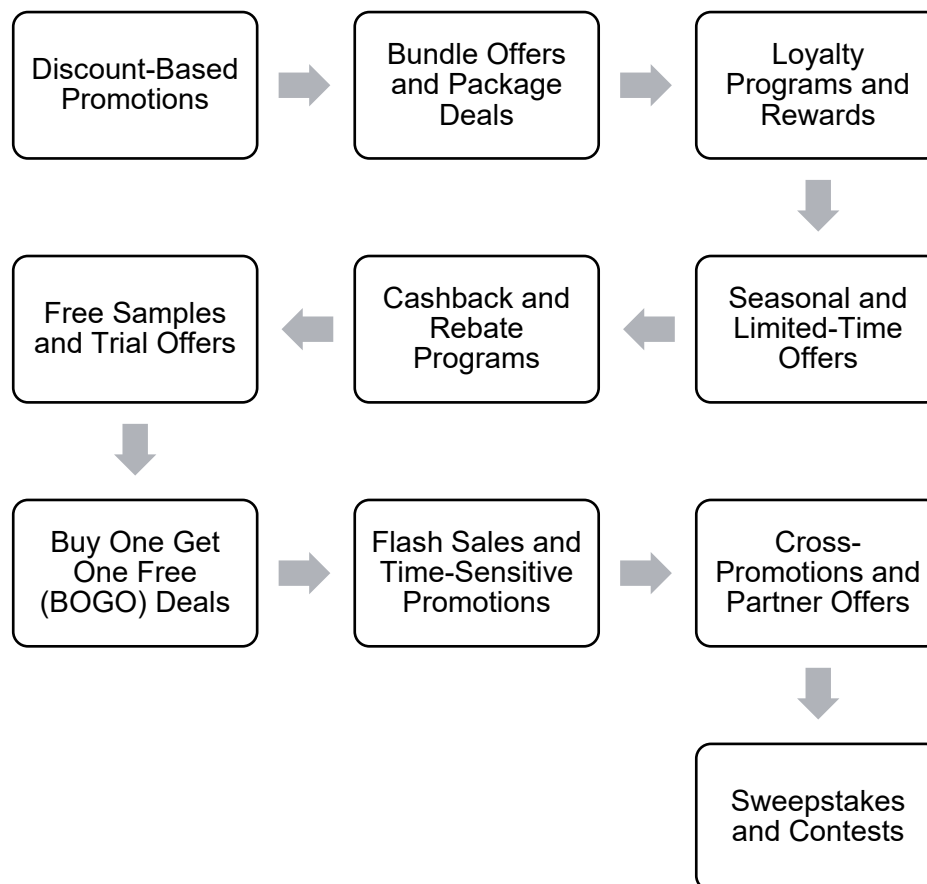 Discount-Based
Promotions
Bundle Offers
and Package
Deals
Loyalty
Programs and
Rewards
Seasonal and
Limited-Time
Offers
Cashback and
Rebate
Programs
Free Samples
and Trial Offers
Buy One Get
One Free
(BOGO) Deals
Flash Sales and
Time-Sensitive
Promotions
Cross-
Promotions and
Partner Offers
Sweepstakes
and Contests